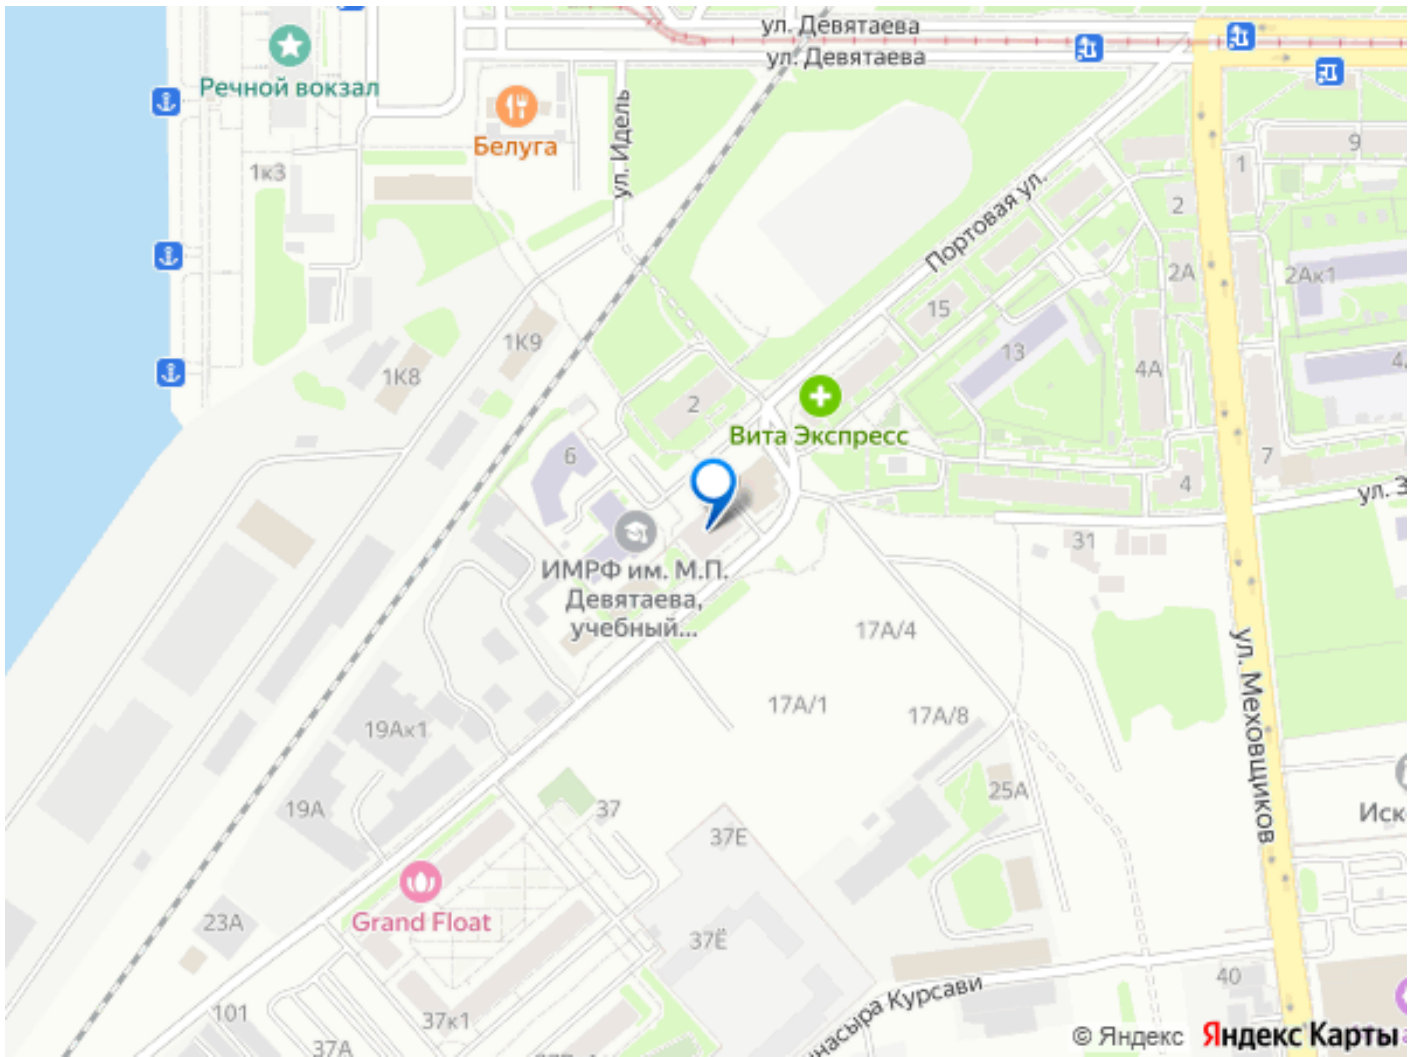 ул. Девятаева
ул. Девятаева
Речной вокзал
Белуга
ул. Идель
1к3
9
1
2
Портовая ул.
2А
2Ак1
15
1К9
13
1К8
4А
2
Вита Экспресс
6
7
4
31
ИМРФ им. М.П.
Девятаева,
учебный...
17А/4
17А/1
17А/8
ул. Меховщиков
19Ак1
25А
19А
37
37Е
Grand Float
23А
37Ё
40
101
37к1
37А
© Яндекс Яндекс Карты